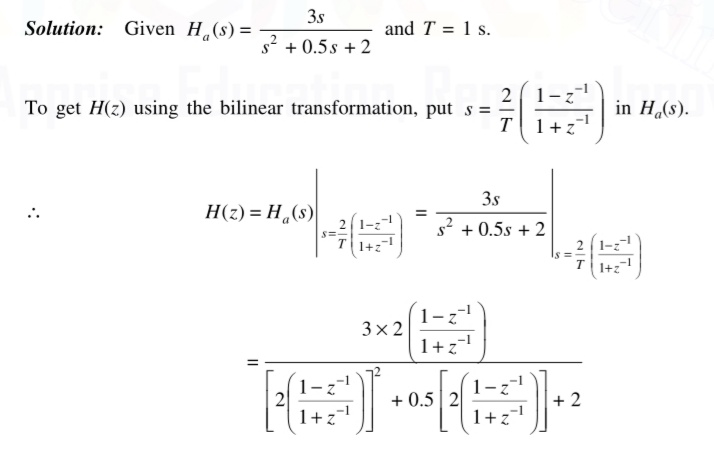 Solution: Given H_a(s) = \frac{3s}{s^2 + 0.5s + 2} and T = 1 s.
To get H(z) using the bilinear transformation, put s = \frac{2}{T}\left(\frac{1 - z^{-1}}{1 + z^{-1}}\right) in H_a(s).
∴ H(z) = H_a(s)\Big|_{s = \frac{2}{T}\left(\frac{1 - z^{-1}}{1 + z^{-1}}\right)} = \frac{3s}{s^2 + 0.5s + 2}\Big|_{s = \frac{2}{T}\left(\frac{1 - z^{-1}}{1 + z^{-1}}\right)}
= \frac{3 × 2\left(\frac{1 - z^{-1}}{1 + z^{-1}}\right)}{\left[2\left(\frac{1 - z^{-1}}{1 + z^{-1}}\right)\right]^2 + 0.5\left[2\left(\frac{1 - z^{-1}}{1 + z^{-1}}\right)\right] + 2}